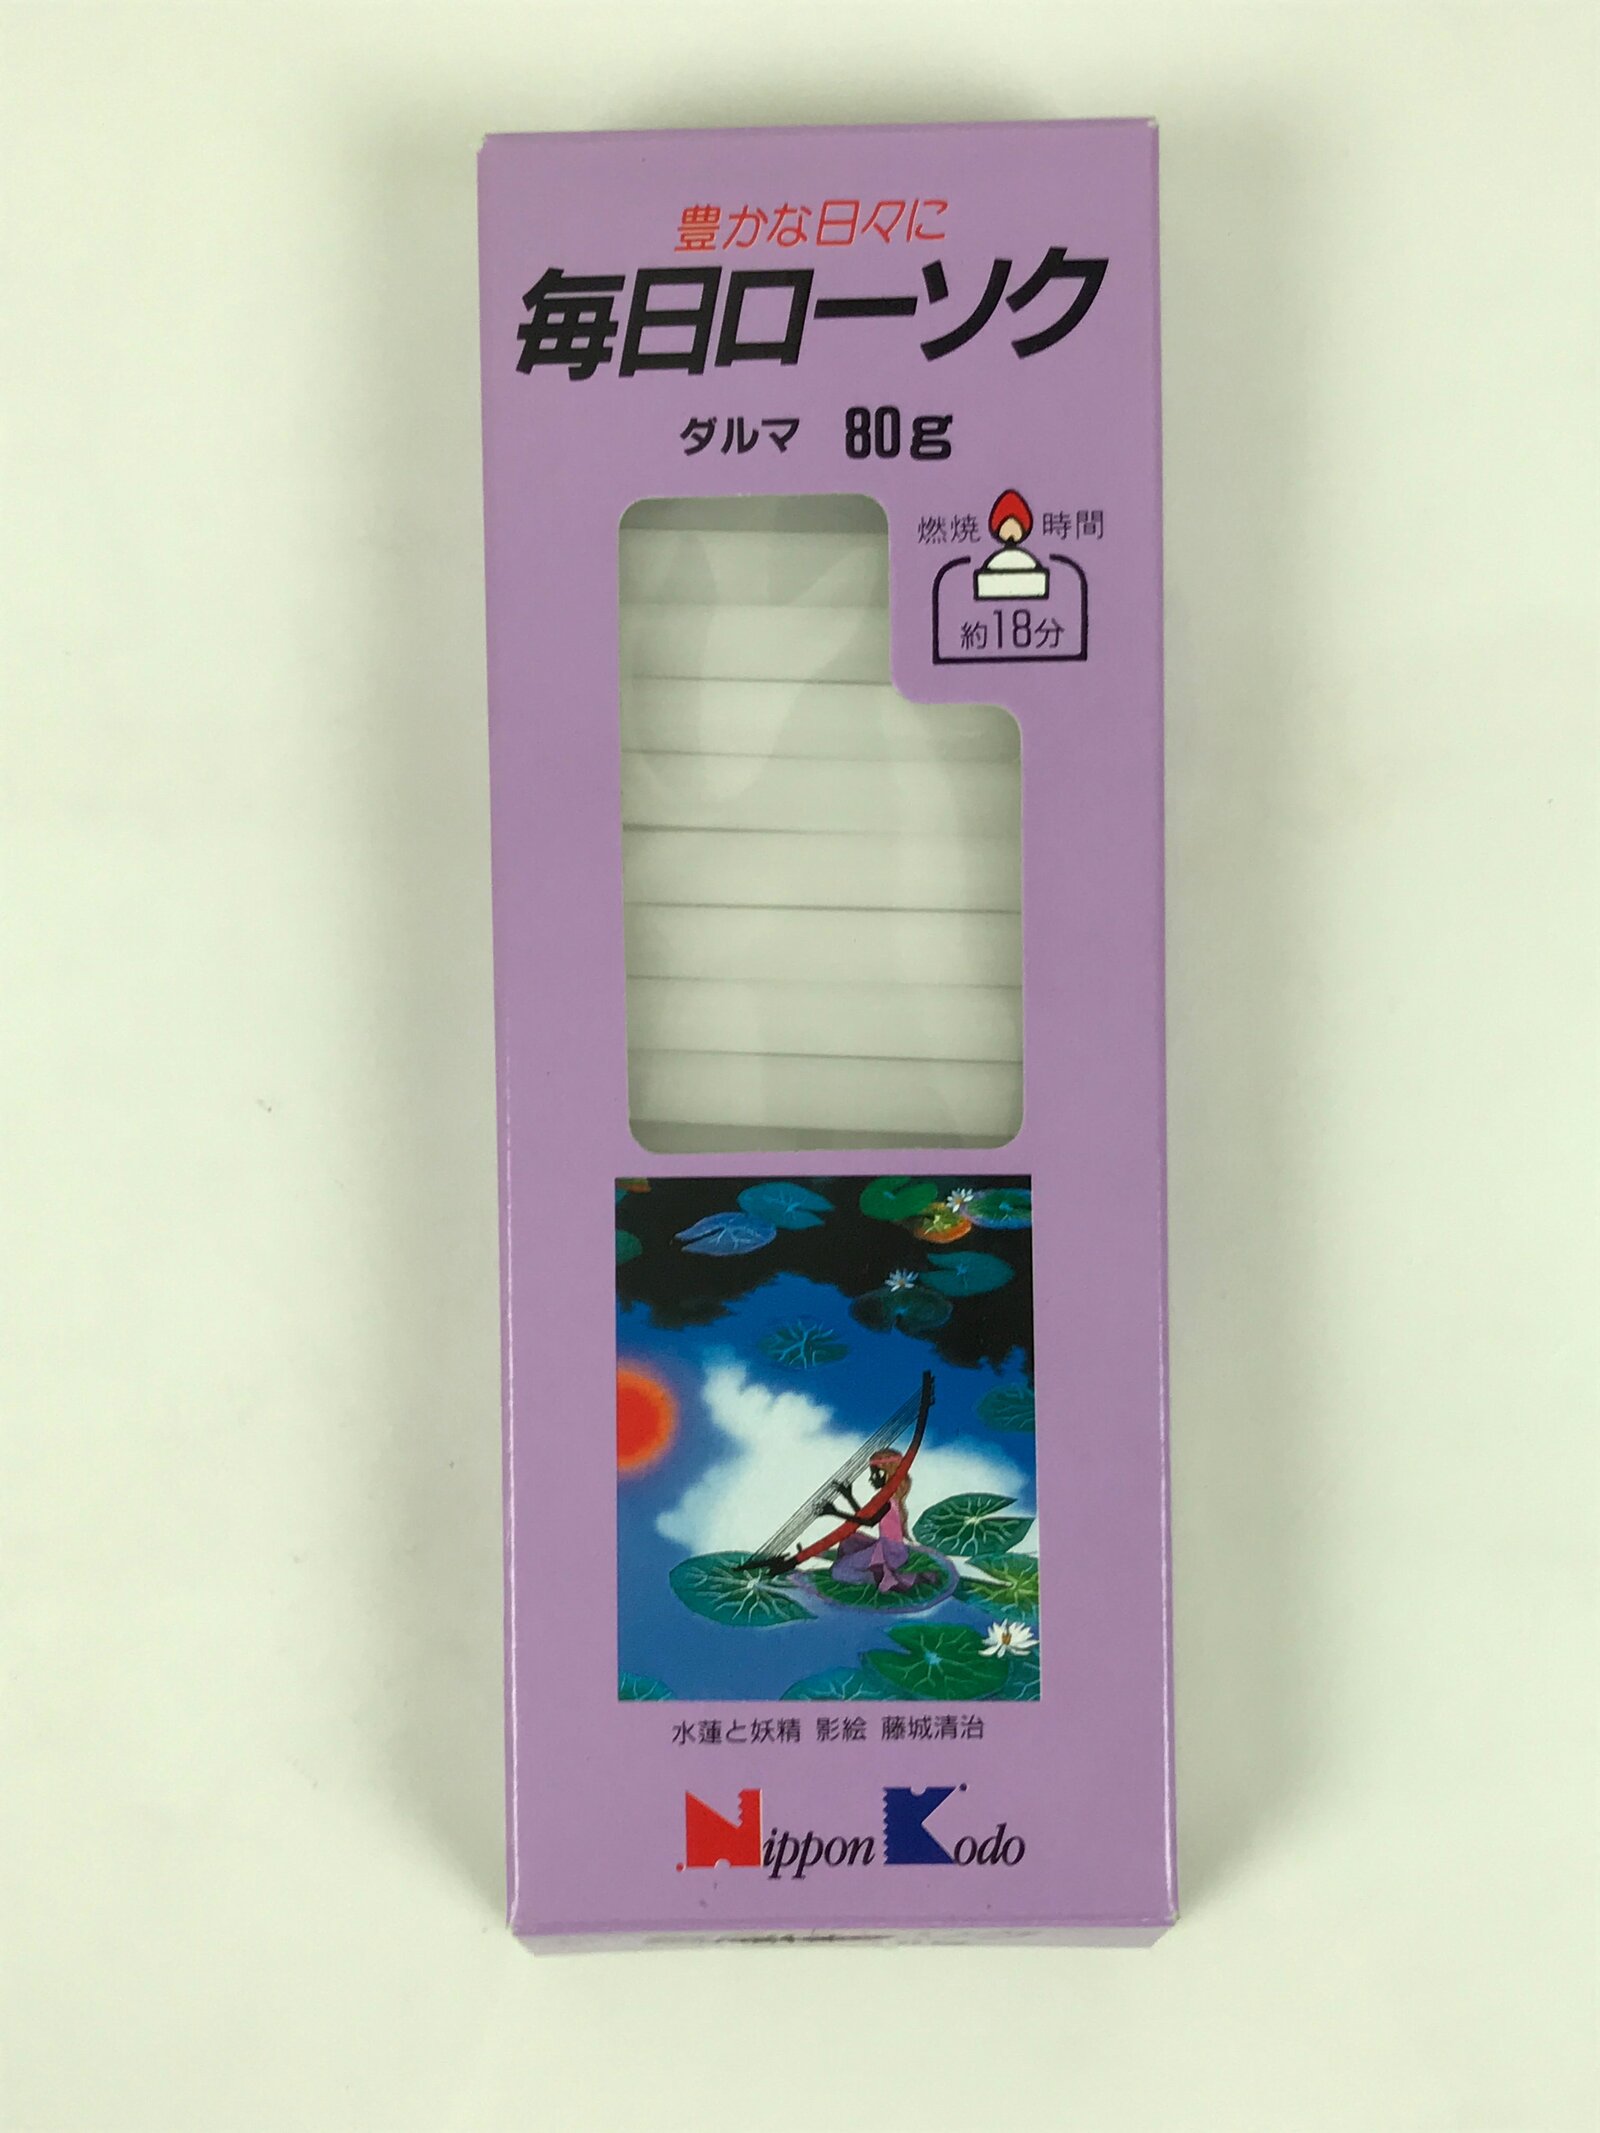 豊かな日々に
毎日ローソク
ダルマ 80g
燃焼 時間
約18分
水蓮と妖精 影絵 藤城清治
Nippon Kodo